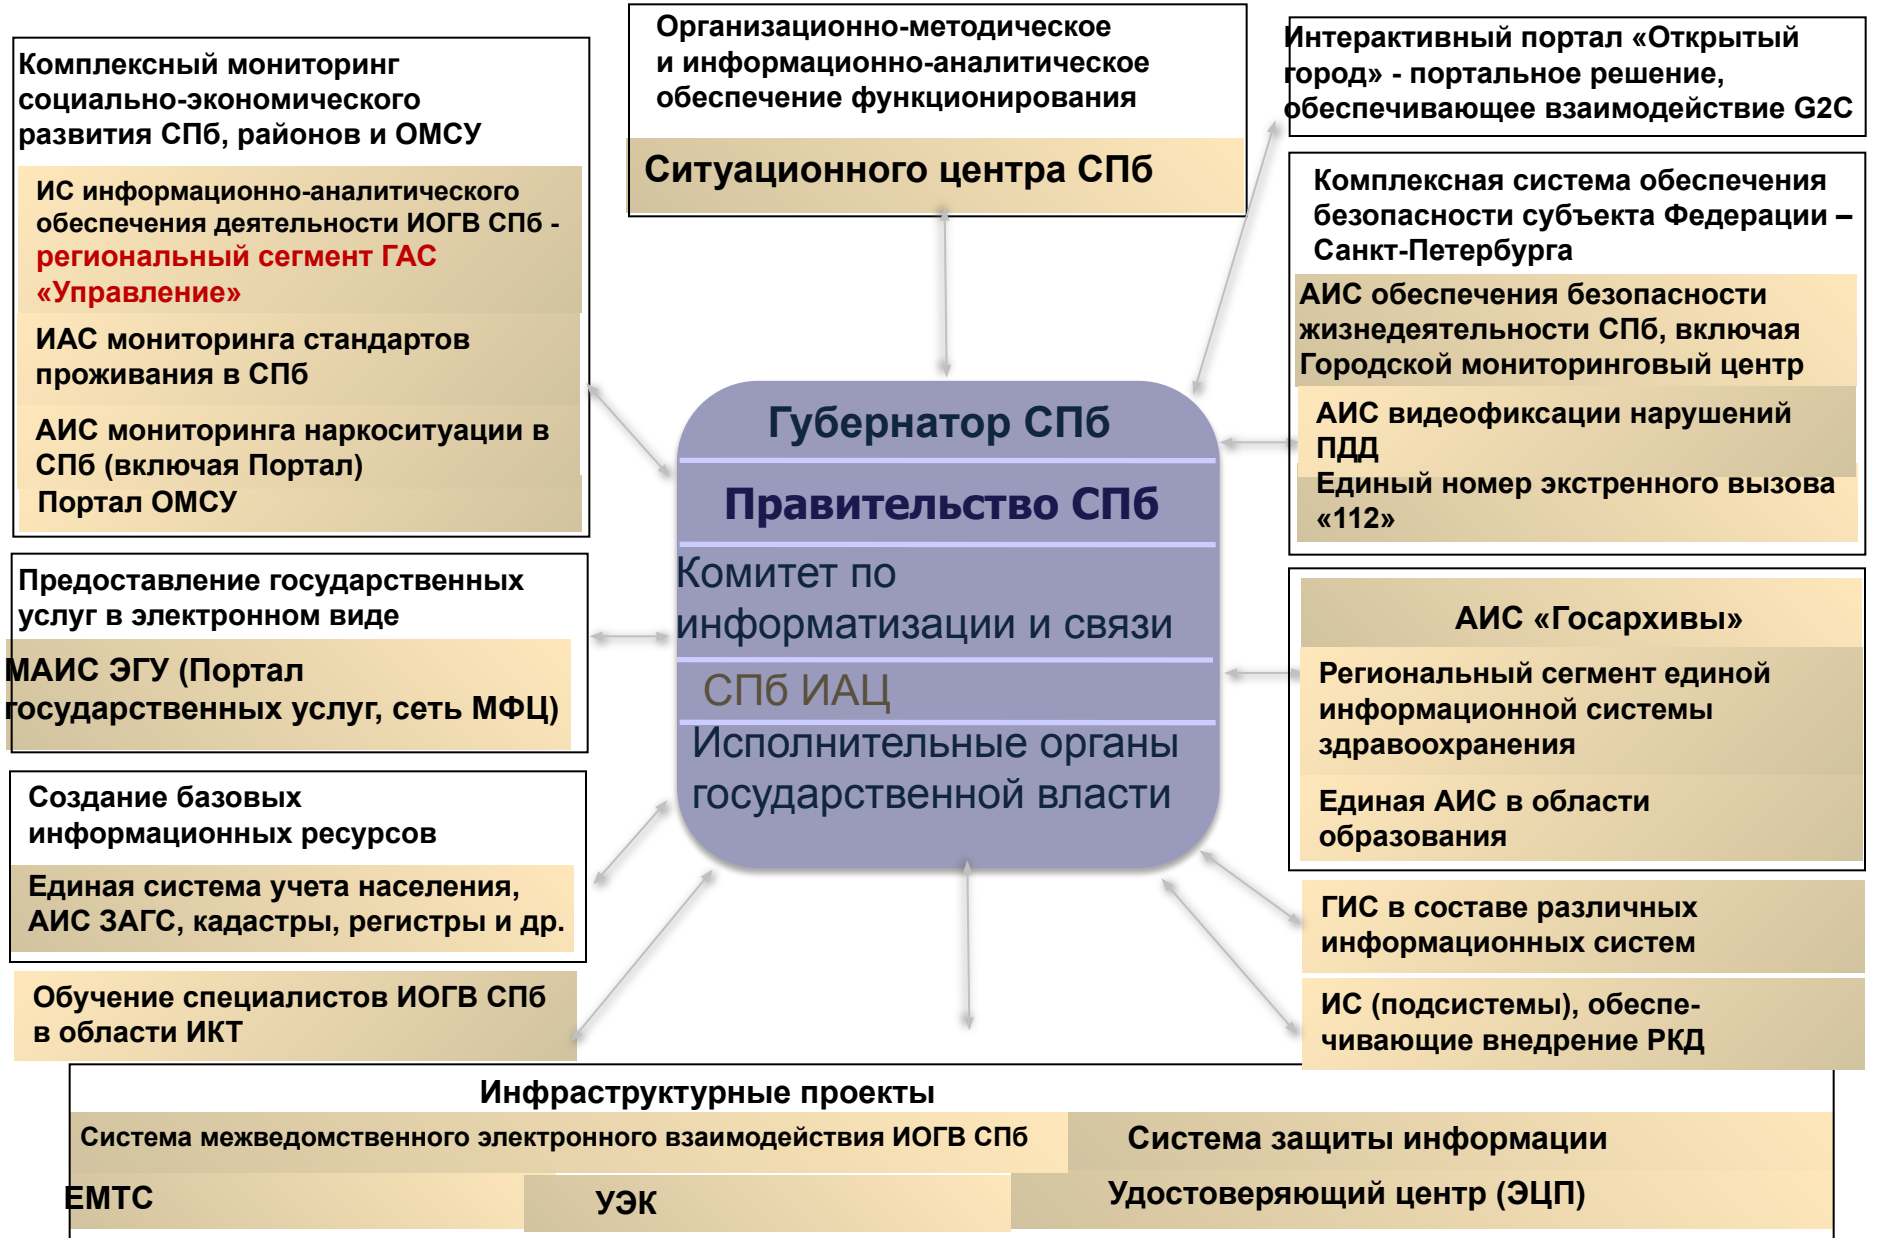 Комплексный мониторинг
социально-экономического
развития СПб, районов и ОМСУ
ИС информационно-аналитического
обеспечения деятельности ИОГВ СПб -
региональный сегмент ГАС
«Управление»
ИАС мониторинга стандартов
проживания в СПб
АИС мониторинга наркоситуации в
СПб (включая Портал)
Портал ОМСУ
Предоставление государственных
услуг в электронном виде
МАИС ЭГУ (Портал
государственных услуг, сеть МФЦ)
Создание базовых
информационных ресурсов
Единая система учета населения,
АИС ЗАГС, кадастры, регистры и др.
Обучение специалистов ИОГВ СПб
в области ИКТ
Организационно-методическое
и информационно-аналитическое
обеспечение функционирования
Ситуационного центра СПб
Губернатор СПб
Правительство СПб
Комитет по
информатизации и связи
СПб ИАЦ
Исполнительные органы
государственной власти
Интерактивный портал «Открытый
город» - портальное решение,
обеспечивающее взаимодействие G2C
Комплексная система обеспечения
безопасности субъекта Федерации –
Санкт-Петербурга
АИС обеспечения безопасности
жизнедеятельности СПб, включая
Городской мониторинговый центр
АИС видеофиксации нарушений
ПДД
Единый номер экстренного вызова
«112»
АИС «Госархивы»
Региональный сегмент единой
информационной системы
здравоохранения
Единая АИС в области
образования
ГИС в составе различных
информационных систем
ИС (подсистемы), обеспе-
чивающие внедрение РКД
Инфраструктурные проекты
Система межведомственного электронного взаимодействия ИОГВ СПб
Система защиты информации
ЕМТС
УЭК
Удостоверяющий центр (ЭЦП)